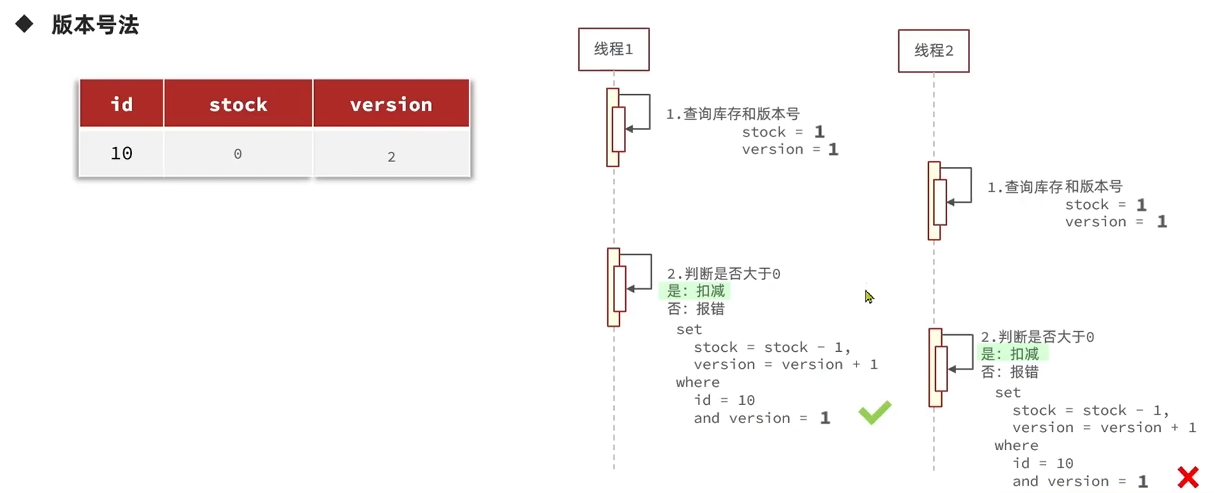 版本号法
id stock version
10 0 2
线程1
1.查询库存和版本号
stock = 1
version = 1
2.判断是否大于0
是: 扣减
否: 报错
set
stock = stock - 1,
version = version + 1
where
id = 10
and version = 1
线程2
1.查询库存和版本号
stock = 1
version = 1
2.判断是否大于0
是: 扣减
否: 报错
set
stock = stock - 1,
version = version + 1
where
id = 10
and version = 1